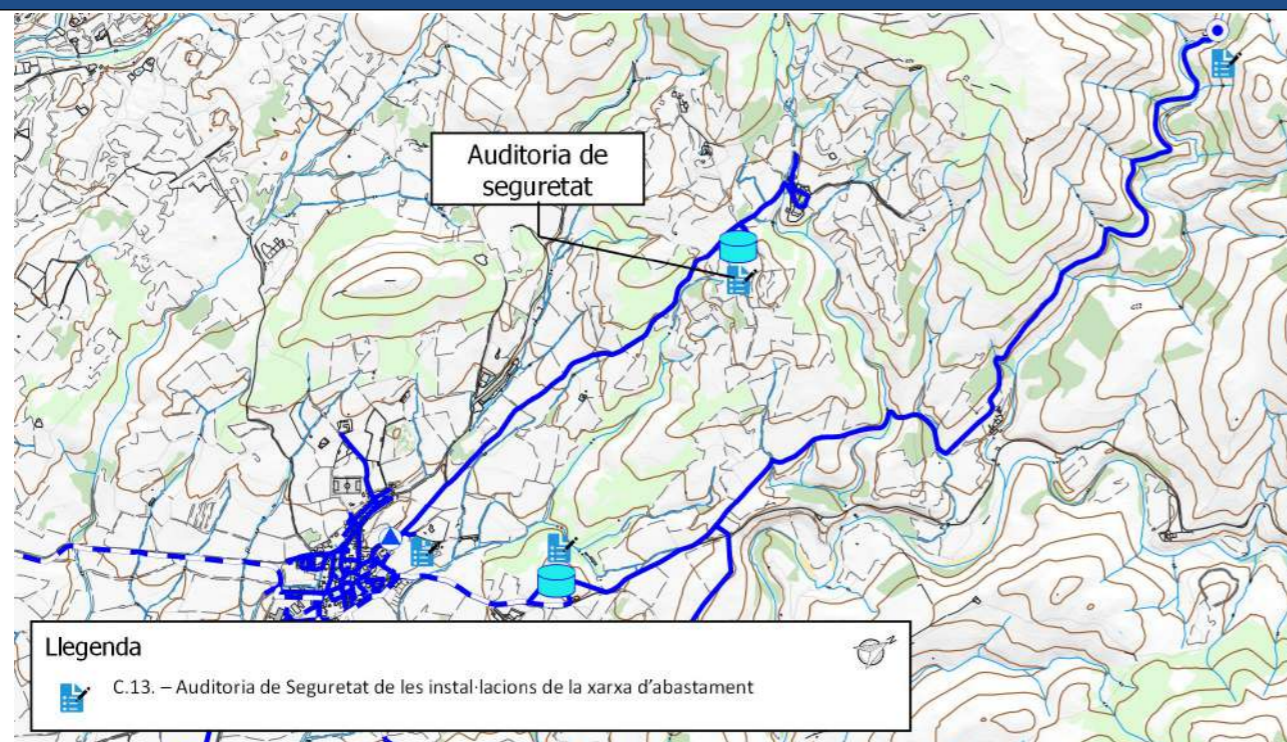 Auditoria de
seguretat
Llegenda
N
C.13. – Auditoria de Seguretat de les instal·lacions de la xarxa d'abastament